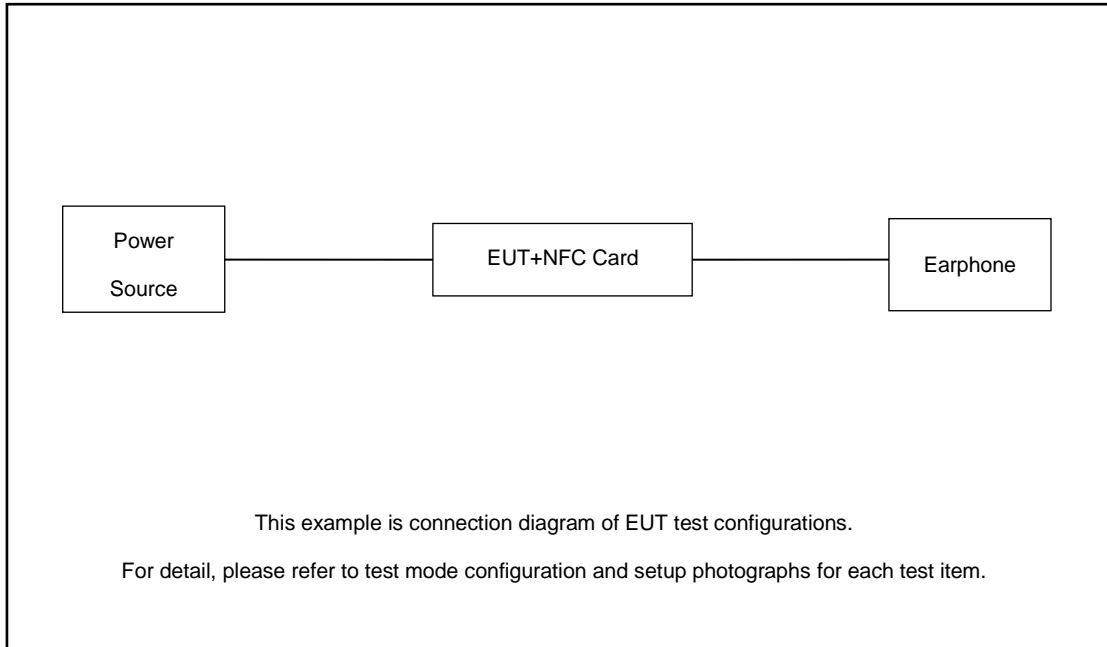 Power
Source
EUT+NFC Card
Earphone
This example is connection diagram of EUT test configurations.
For detail, please refer to test mode configuration and setup photographs for each test item.